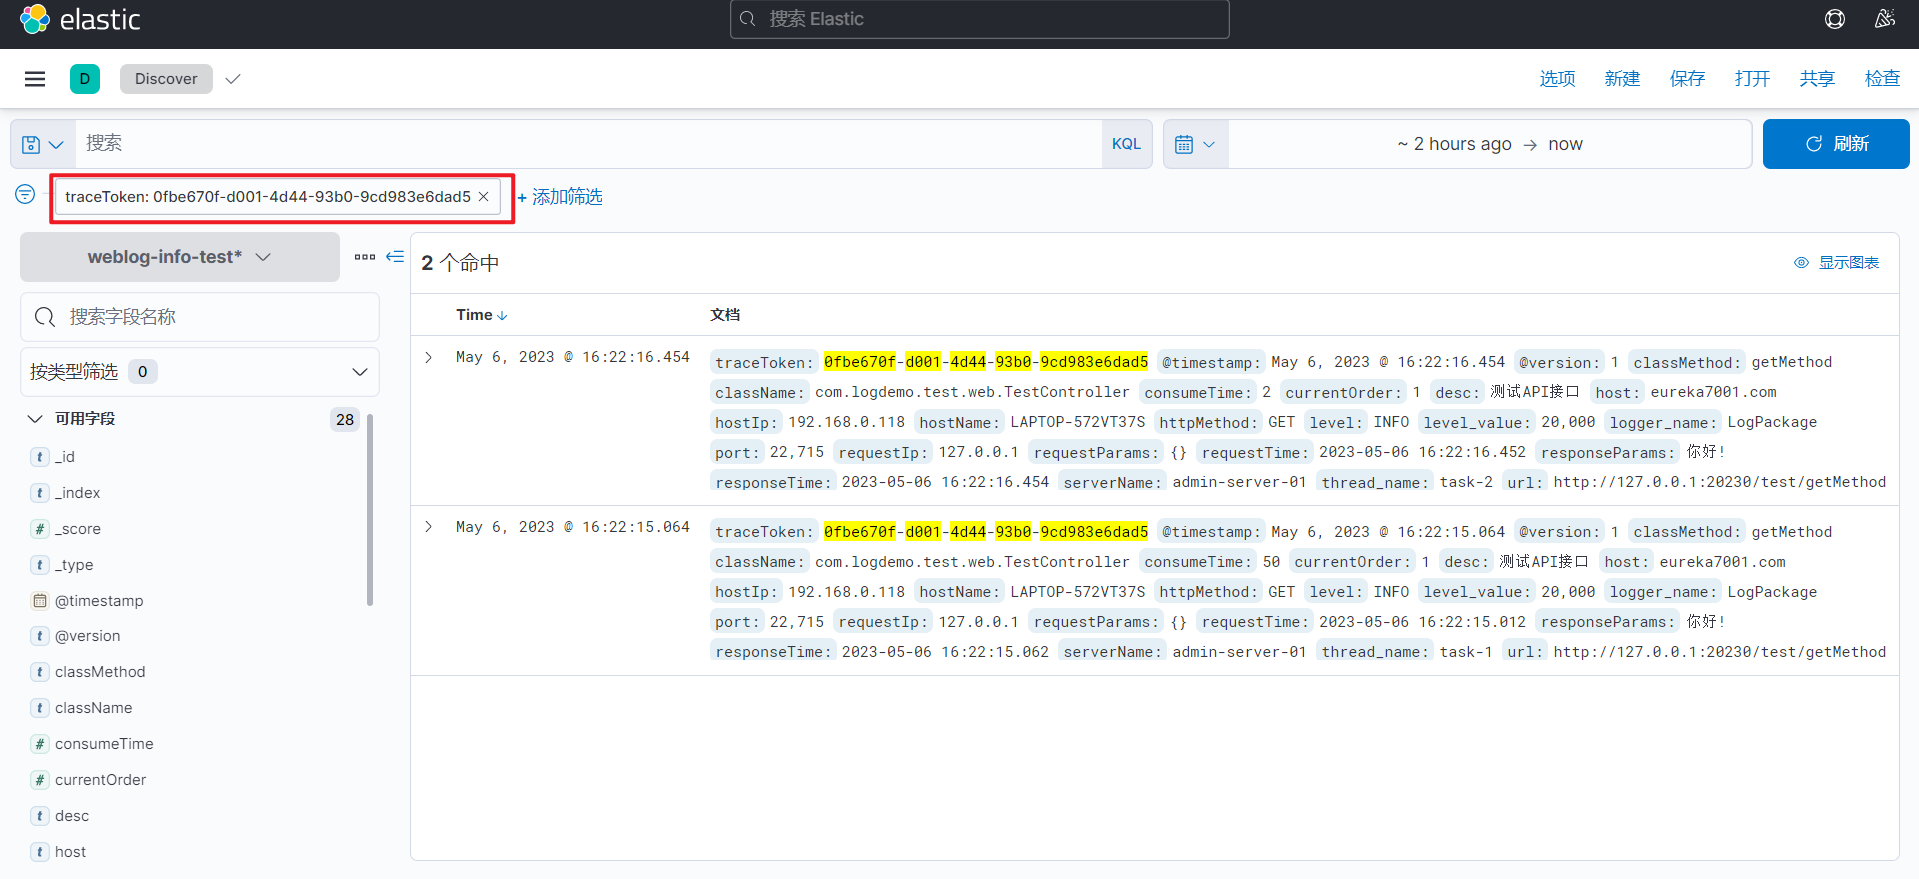 elastic
搜索 Elastic
D
Discover
选项 新建 保存 打开 共享 检查
搜索
KQL
~ 2 hours ago → now
刷新
traceToken: 0fbe670f-d001-4d44-93b0-9cd983e6dad5 ×
+ 添加筛选
weblog-info-test*
搜索字段名称
按类型筛选 0
可用字段 28
t _id
t _index
# _score
t _type
@timestamp
t @version
t classMethod
t className
# consumeTime
# currentOrder
t desc
t host
2 个命中
显示图表
Time ↓ 文档
May 6, 2023 @ 16:22:16.454
traceToken: 0fbe670f-d001-4d44-93b0-9cd983e6dad5 @timestamp: May 6, 2023 @ 16:22:16.454 @version: 1 classMethod: getMethod
className: com.logdemo.test.web.TestController consumeTime: 2 currentOrder: 1 desc: 测试API接口 host: eureka7001.com
hostIp: 192.168.0.118 hostName: LAPTOP-572VT37S httpMethod: GET level: INFO level_value: 20,000 logger_name: LogPackage
port: 22,715 requestIp: 127.0.0.1 requestParams: {} requestTime: 2023-05-06 16:22:16.452 responseParams: 你好!
responseTime: 2023-05-06 16:22:16.454 serverName: admin-server-01 thread_name: task-2 url: http://127.0.0.1:20230/test/getMethod
May 6, 2023 @ 16:22:15.064
traceToken: 0fbe670f-d001-4d44-93b0-9cd983e6dad5 @timestamp: May 6, 2023 @ 16:22:15.064 @version: 1 classMethod: getMethod
className: com.logdemo.test.web.TestController consumeTime: 50 currentOrder: 1 desc: 测试API接口 host: eureka7001.com
hostIp: 192.168.0.118 hostName: LAPTOP-572VT37S httpMethod: GET level: INFO level_value: 20,000 logger_name: LogPackage
port: 22,715 requestIp: 127.0.0.1 requestParams: {} requestTime: 2023-05-06 16:22:15.012 responseParams: 你好!
responseTime: 2023-05-06 16:22:15.062 serverName: admin-server-01 thread_name: task-1 url: http://127.0.0.1:20230/test/getMethod